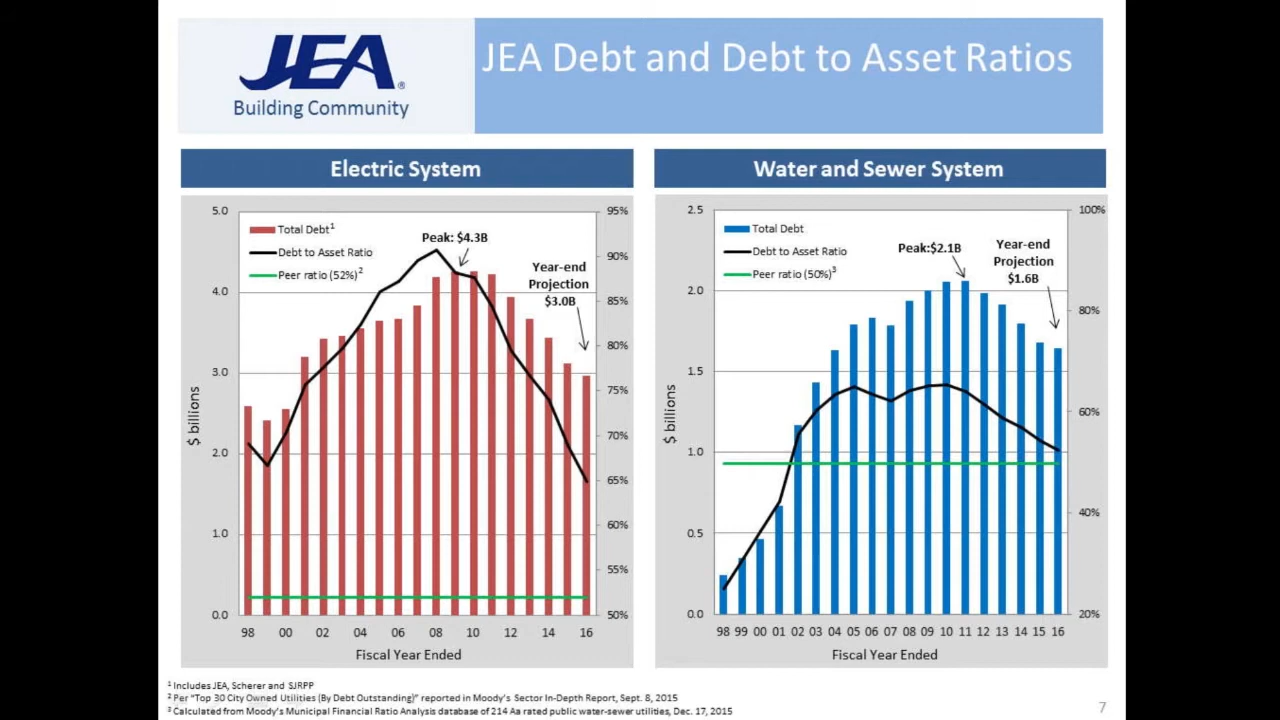 JEA®
Building Community
JEA Debt and Debt to Asset Ratios
Electric System
5.0
4.0
3.0
2.0
1.0
0.0
$ billions
Total Debt1
Debt to Asset Ratio
Peer ratio (52%)2
Peak: $4.3B
Year-end
Projection
$3.0B
95%
90%
85%
80%
75%
70%
65%
60%
55%
50%
98 00 02 04 06 08 10 12 14 16
Fiscal Year Ended
Water and Sewer System
2.5
2.0
1.5
1.0
0.5
0.0
$ billions
Total Debt
Debt to Asset Ratio
Peer ratio (50%)3
Peak:$2.1B
Year-end
Projection
$1.6B
100%
80%
60%
40%
20%
98 99 00 01 02 03 04 05 06 07 08 09 10 11 12 13 14 15 16
Fiscal Year Ended
1 Includes JEA, Scherer and SJRPP
2 Per "Top 30 City Owned Utilities (By Debt Outstanding)" reported in Moody's Sector In-Depth Report, Sept. 8, 2015
3 Calculated from Moody's Municipal Financial Ratio Analysis database of 214 Aa rated public water-sewer utilities, Dec. 17, 2015
7